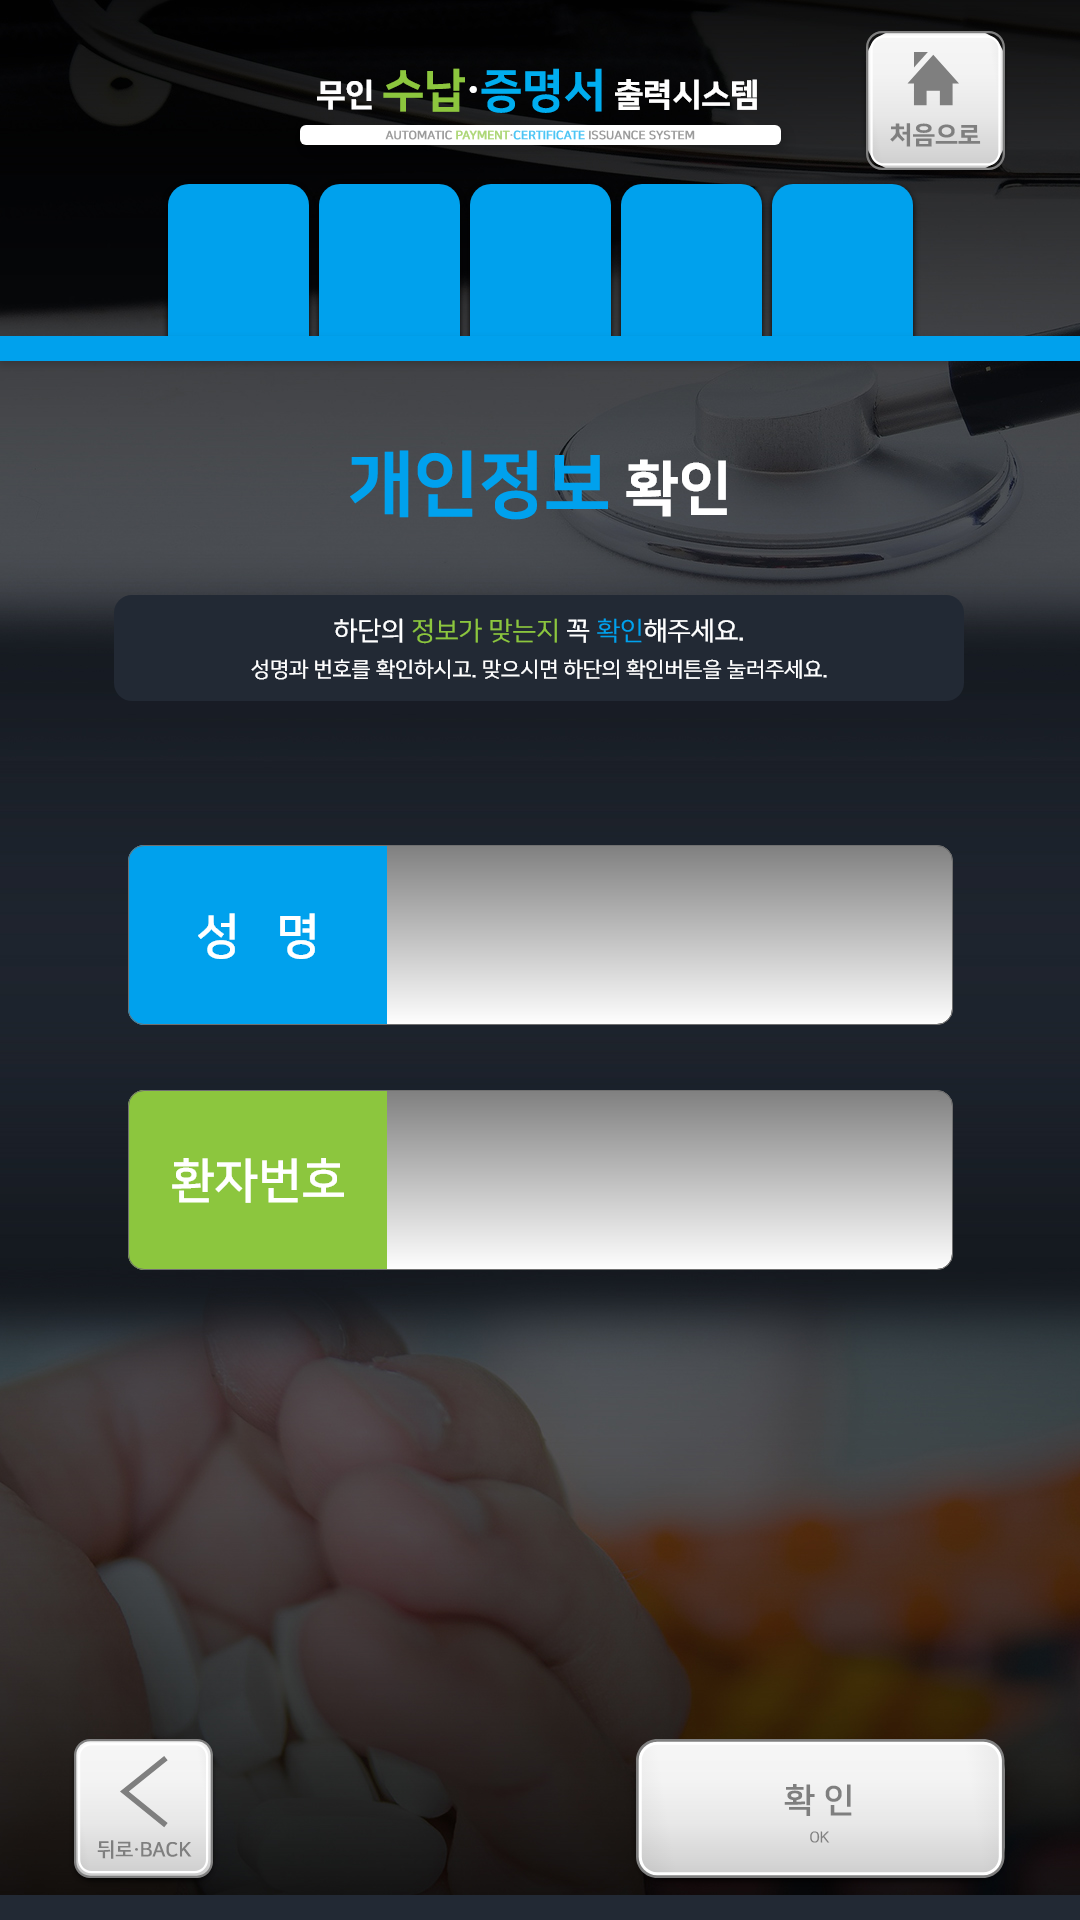 무인 수납·증명서 출력시스템
AUTOMATIC PAYMENT·CERTIFICATE ISSUANCE SYSTEM
처음으로
개인정보 확인
하단의 정보가 맞는지 꼭 확인해주세요.
성명과 번호를 확인하시고. 맞으시면 하단의 확인버튼을 눌러주세요.
성 명
환자번호
뒤로·BACK
확 인
OK